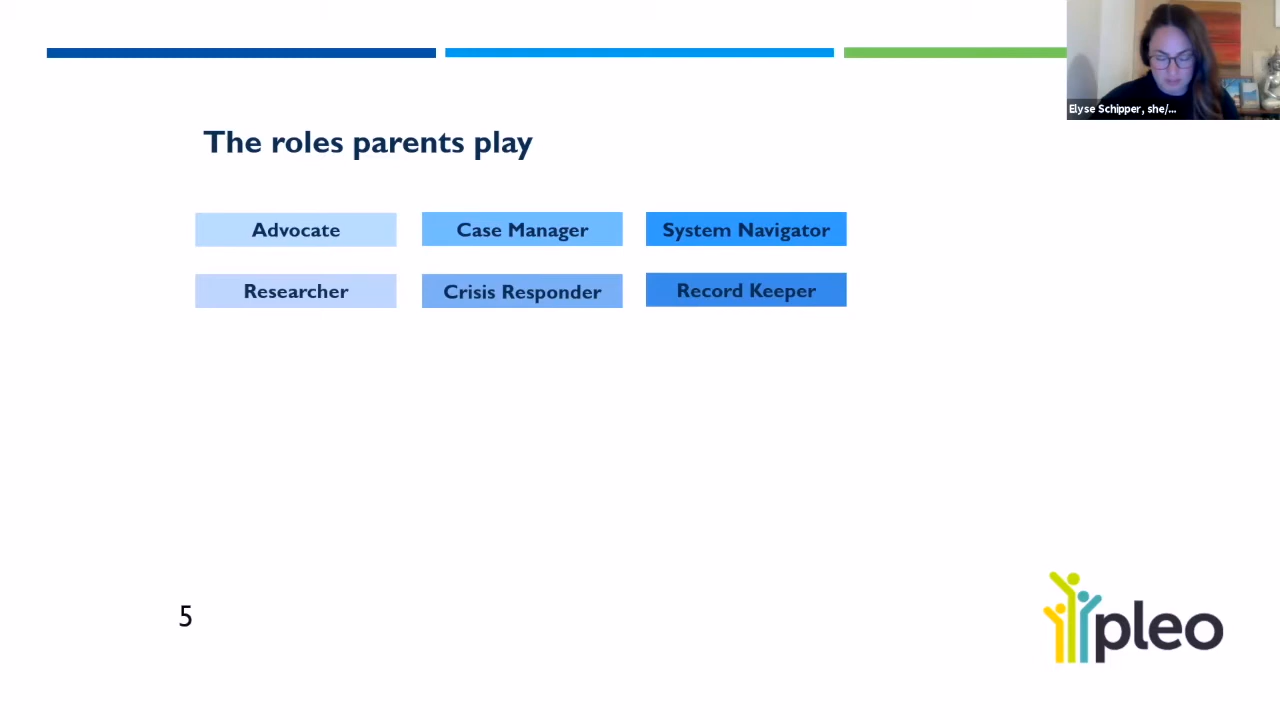 Elyse Schipper, she/...
The roles parents play
Advocate
Case Manager
System Navigator
Researcher
Crisis Responder
Record Keeper
5
pleo